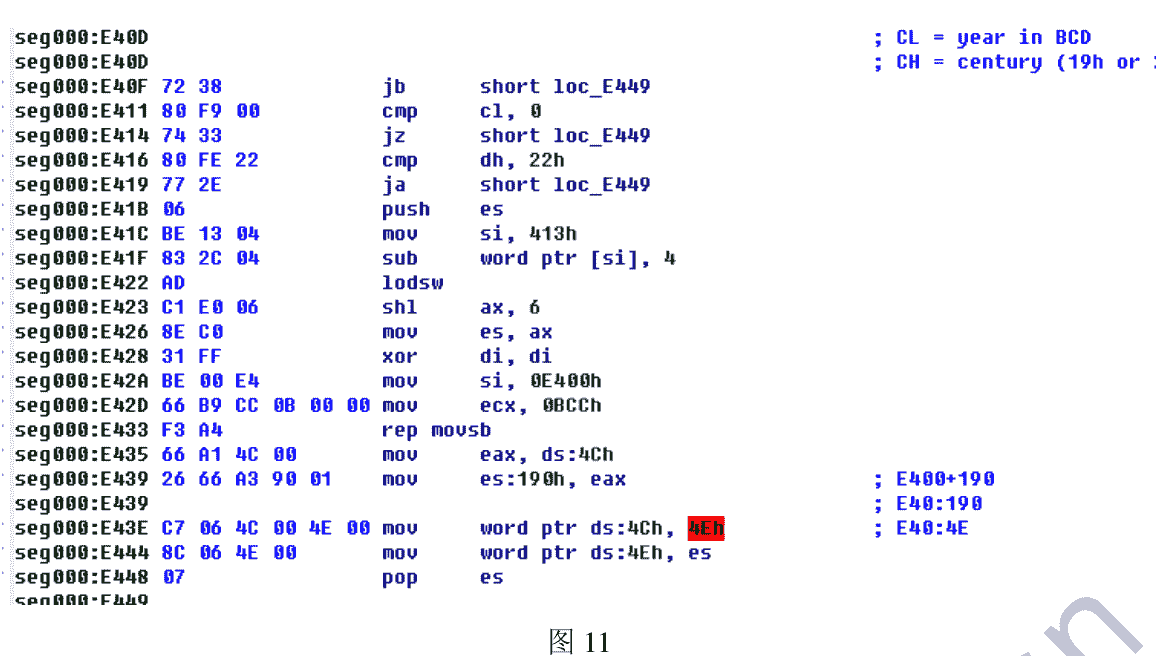 seg000:E40D ; CL = year in BCD
seg000:E40D ; CH = century (19h or
seg000:E40F 72 38 jb short loc_E449
seg000:E411 80 F9 00 cmp cl, 0
seg000:E414 74 33 jz short loc_E449
seg000:E416 80 FE 22 cmp dh, 22h
seg000:E419 77 2E ja short loc_E449
seg000:E41B 06 push es
seg000:E41C BE 13 04 mov si, 413h
seg000:E41F 83 2C 04 sub word ptr [si], 4
seg000:E422 AD lodsw
seg000:E423 C1 E0 06 shl ax, 6
seg000:E426 8E C0 mov es, ax
seg000:E428 31 FF xor di, di
seg000:E42A BE 00 E4 mov si, 0E400h
seg000:E42D 66 B9 CC 0B 00 00 mov ecx, 0BCCh
seg000:E433 F3 A4 rep movsb
seg000:E435 66 A1 4C 00 mov eax, ds:4Ch
seg000:E439 26 66 A3 90 01 mov es:190h, eax ; E400+190
seg000:E439 ; E40:190
seg000:E43E C7 06 4C 00 4E 00 mov word ptr ds:4Ch, 4Eh ; E40:4E
seg000:E444 8C 06 4E 00 mov word ptr ds:4Eh, es
seg000:E448 07 pop es
seg000:E449
图 11